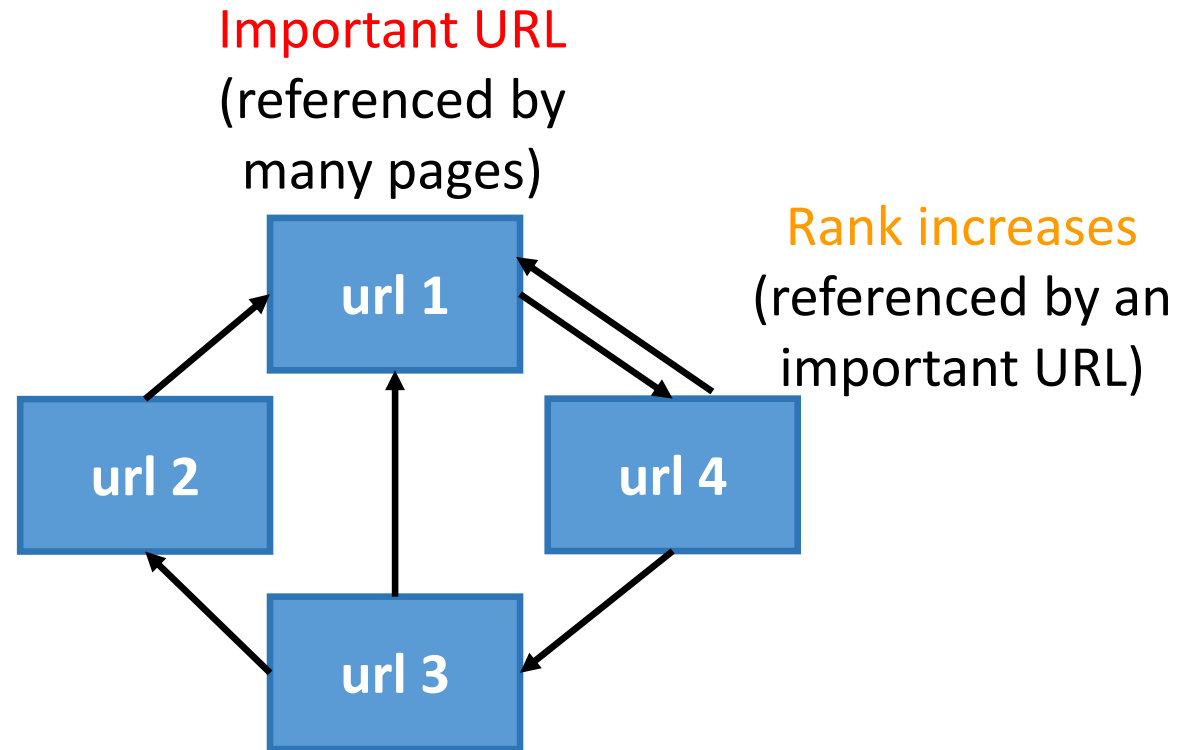 Important URL
(referenced by
many pages)
Rank increases
(referenced by an
important URL)
url 1
url 2
url 4
url 3